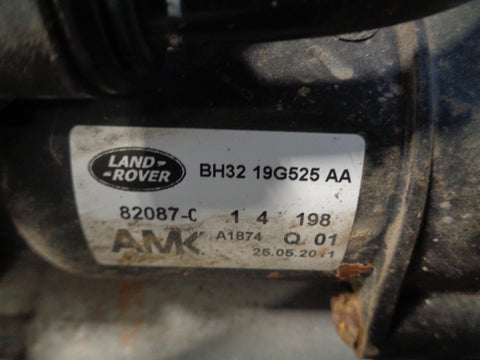 LAND
ROVER
BH32 19G525 AA
82087-C 1 4 198
AMK A1874 Q 01
25.05.2011